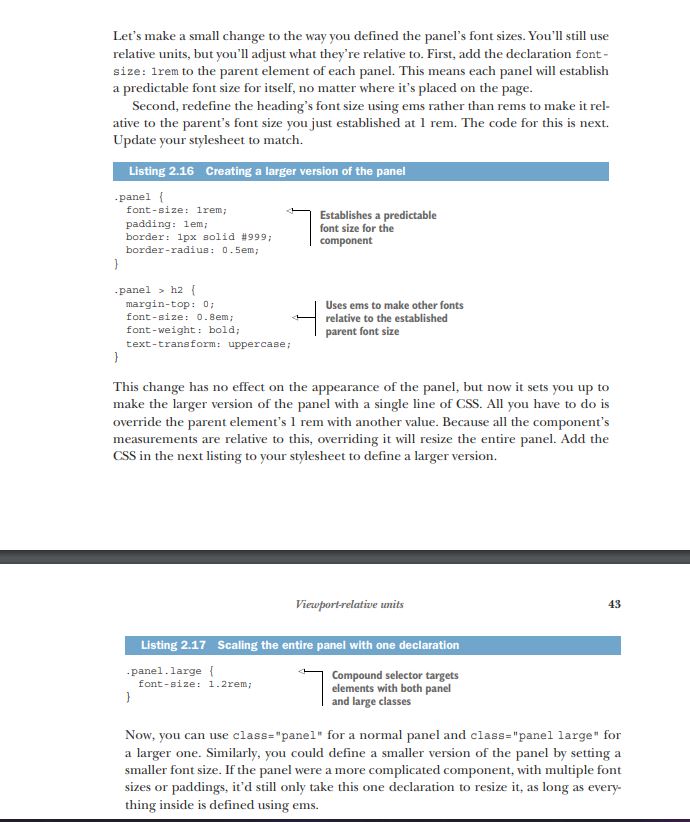 Let's make a small change to the way you defined the panel's font sizes. You'll still use
relative units, but you'll adjust what they're relative to. First, add the declaration font-
size: 1rem to the parent element of each panel. This means each panel will establish
a predictable font size for itself, no matter where it's placed on the page.
Second, redefine the heading's font size using ems rather than rems to make it rel-
ative to the parent's font size you just established at 1 rem. The code for this is next.
Update your stylesheet to match.
Listing 2.16 Creating a larger version of the panel
.panel {
font-size: 1rem;
padding: 1em;
border: 1px solid #999;
border-radius: 0.5em;
}
Establishes a predictable
font size for the
component
.panel > h2 {
margin-top: 0;
font-size: 0.8em;
font-weight: bold;
text-transform: uppercase;
}
Uses ems to make other fonts
relative to the established
parent font size
This change has no effect on the appearance of the panel, but now it sets you up to
make the larger version of the panel with a single line of CSS. All you have to do is
override the parent element's 1 rem with another value. Because all the component's
measurements are relative to this, overriding it will resize the entire panel. Add the
CSS in the next listing to your stylesheet to define a larger version.
Viewport-relative units 43
Listing 2.17 Scaling the entire panel with one declaration
.panel.large {
font-size: 1.2rem;
}
Compound selector targets
elements with both panel
and large classes
Now, you can use class="panel" for a normal panel and class="panel large" for
a larger one. Similarly, you could define a smaller version of the panel by setting a
smaller font size. If the panel were a more complicated component, with multiple font
sizes or paddings, it'd still only take this one declaration to resize it, as long as every-
thing inside is defined using ems.